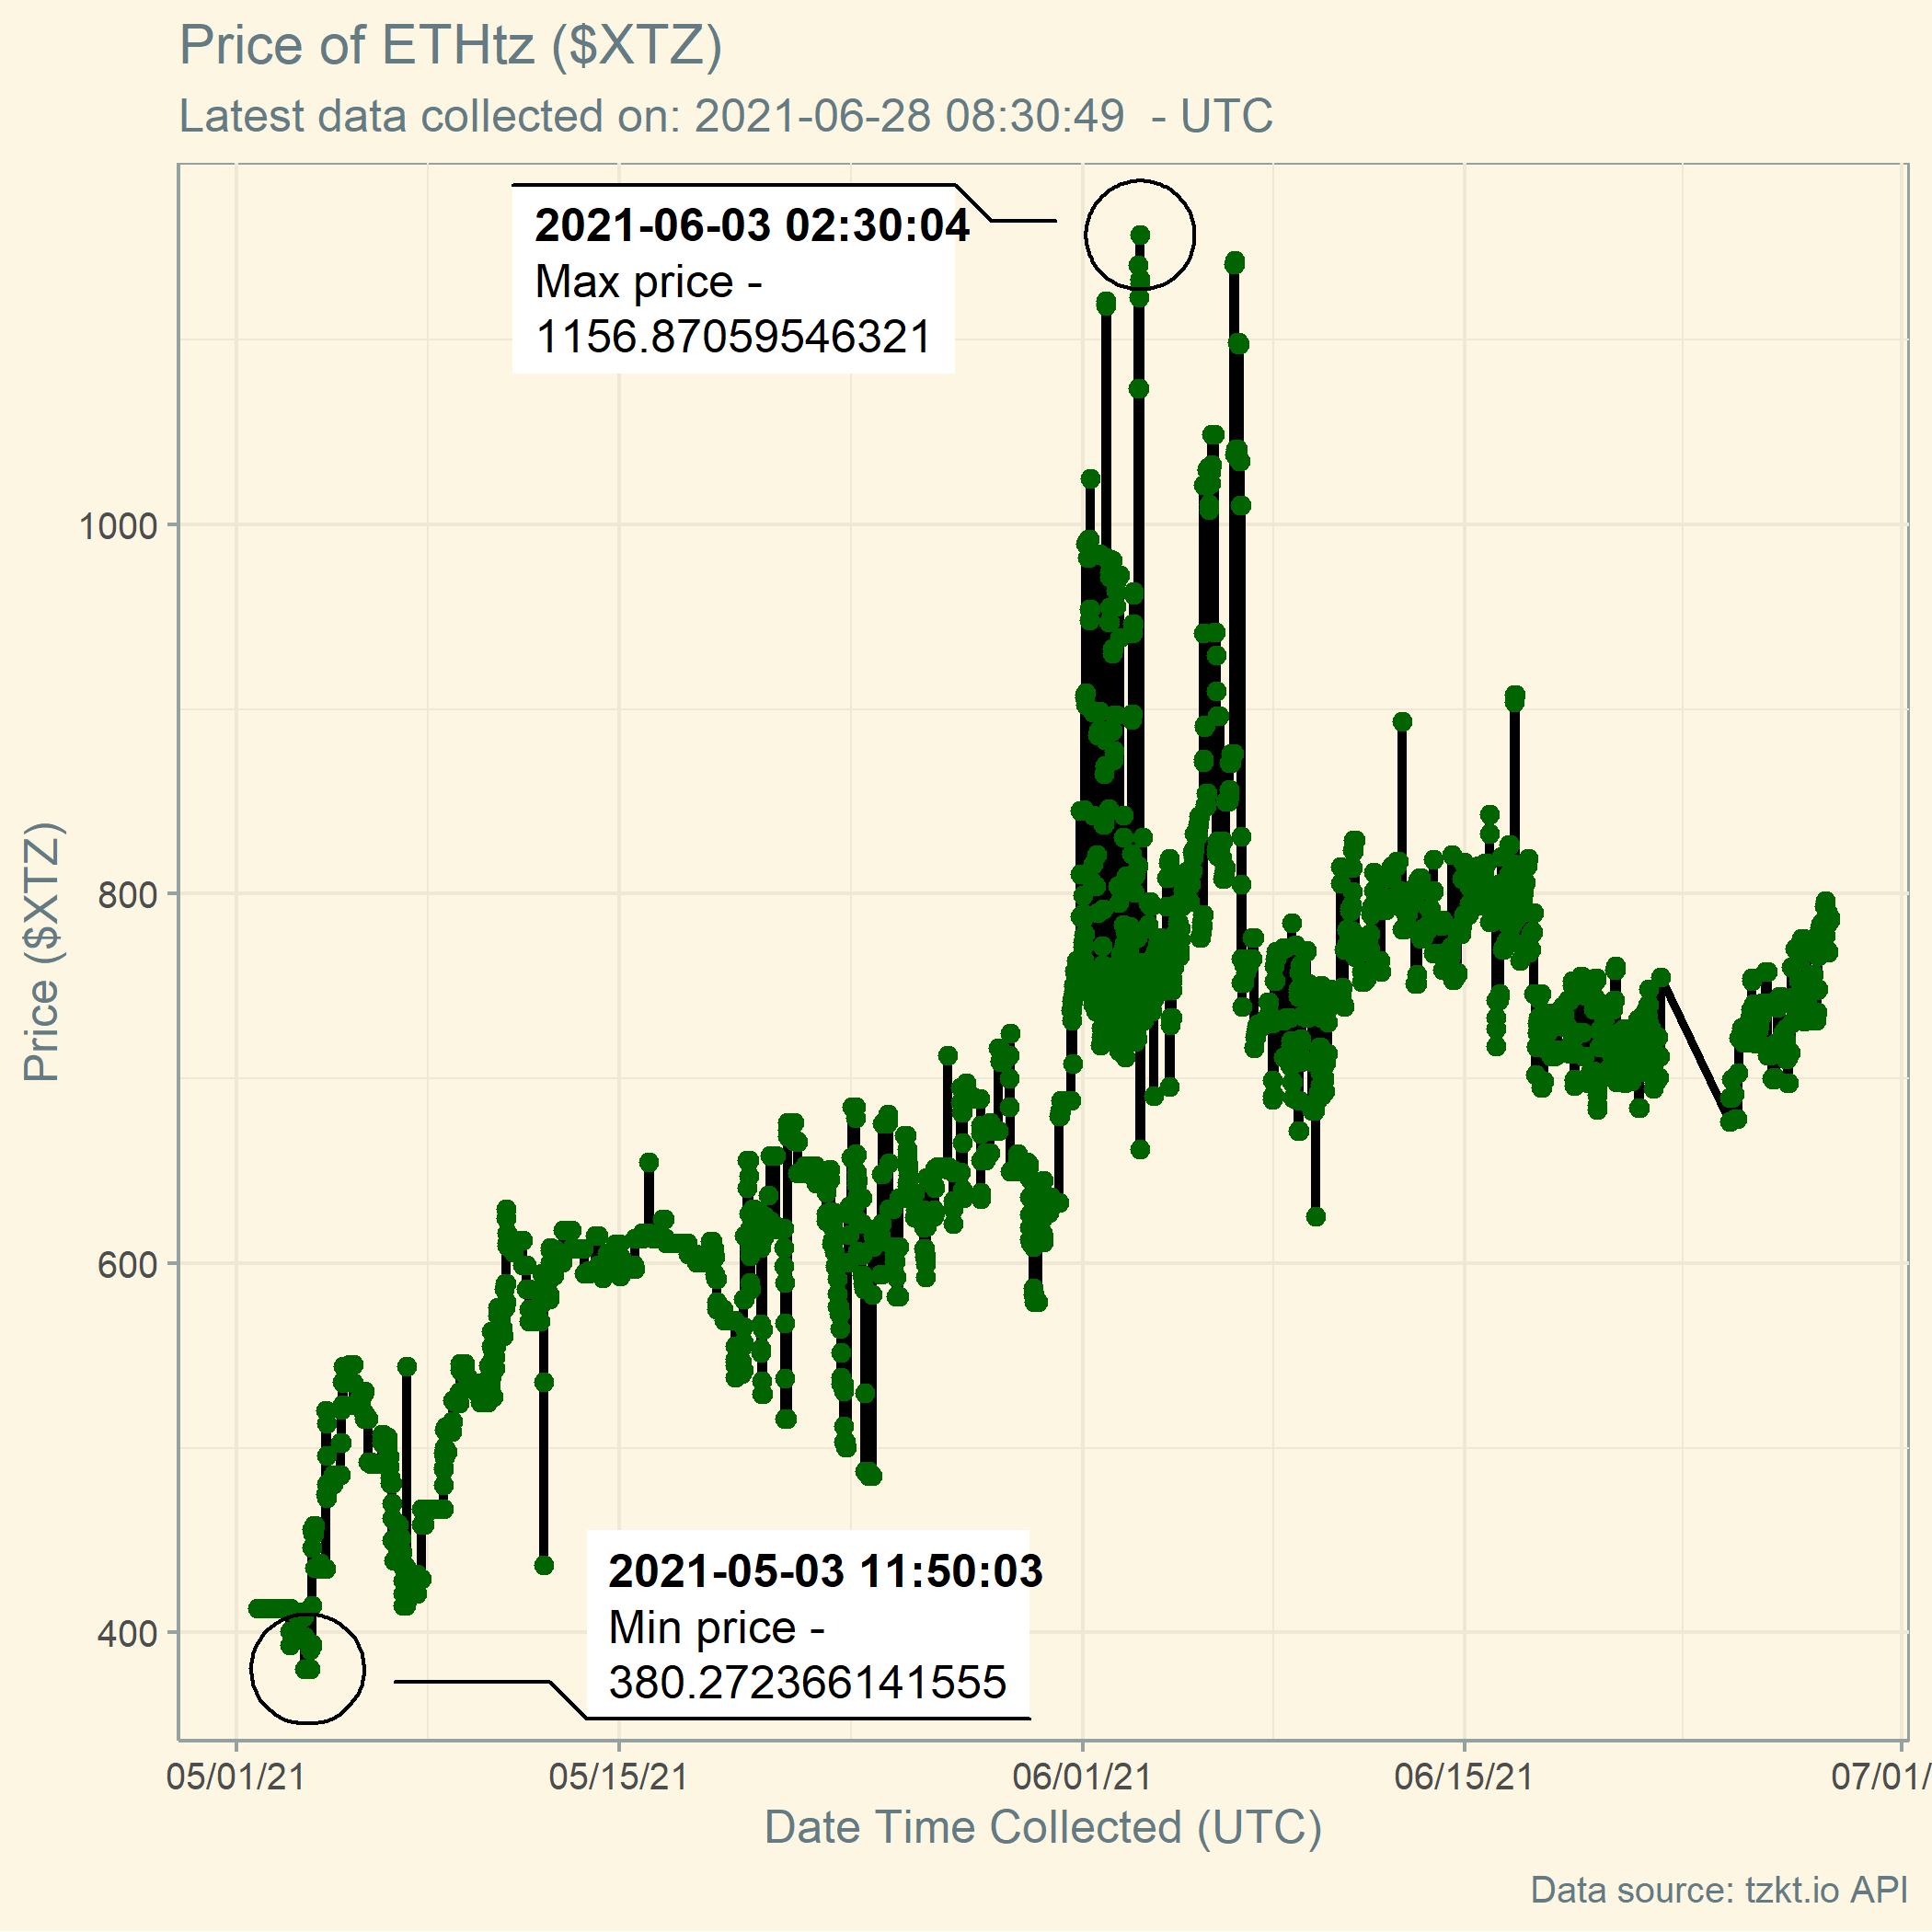 Price of ETHtz ($XTZ)
Latest data collected on: 2021-06-28 08:30:49  - UTC
2021-06-03 02:30:04
Max price -
1156.87059546321
1000
800
600
400
Price ($XTZ)
2021-05-03 11:50:03
Min price -
380.272366141555
05/01/21
05/15/21
06/01/21
06/15/21
07/01/
Date Time Collected (UTC)
Data source: tzkt.io API